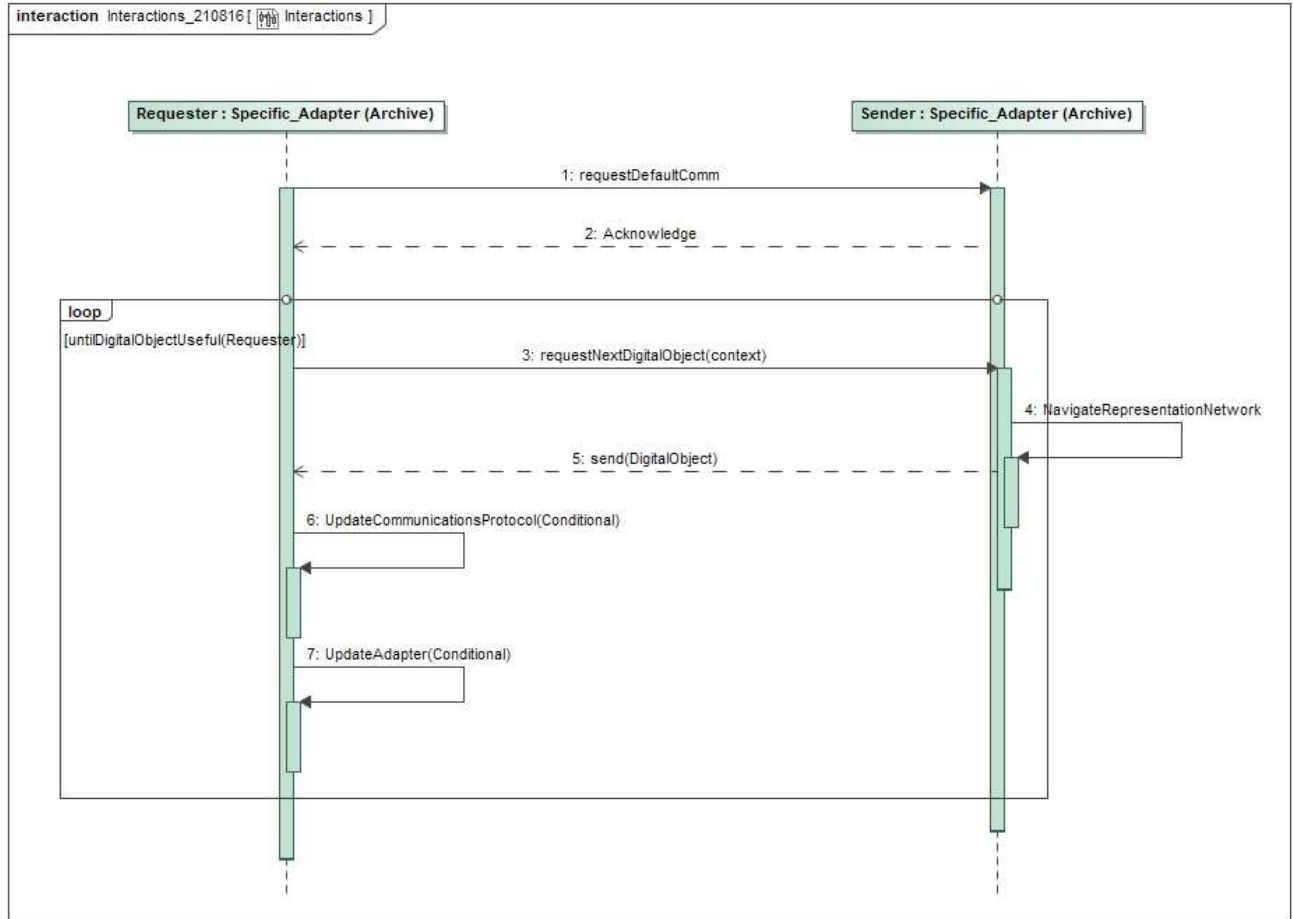 interaction Interactions_210816[ Interactions ]
Requester : Specific_Adapter (Archive)
Sender : Specific_Adapter (Archive)
1: requestDefaultComm
2: Acknowledge
loop
[untilDigitalObjectUseful(Requester)]
3: requestNextDigitalObject(context)
4: NavigateRepresentationNetwork
5: send(DigitalObject)
6: UpdateCommunicationsProtocol(Conditional)
7: UpdateAdapter(Conditional)